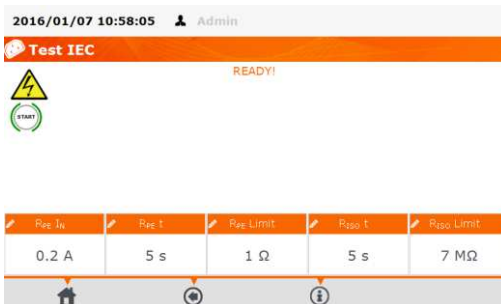 2016/01/07 10:58:05 Admin
Test IEC
READY!
START
RPE IN RPE t RPE Limit RISO t RISO Limit
0.2 A 5 s 1 Ω 5 s 7 MΩ